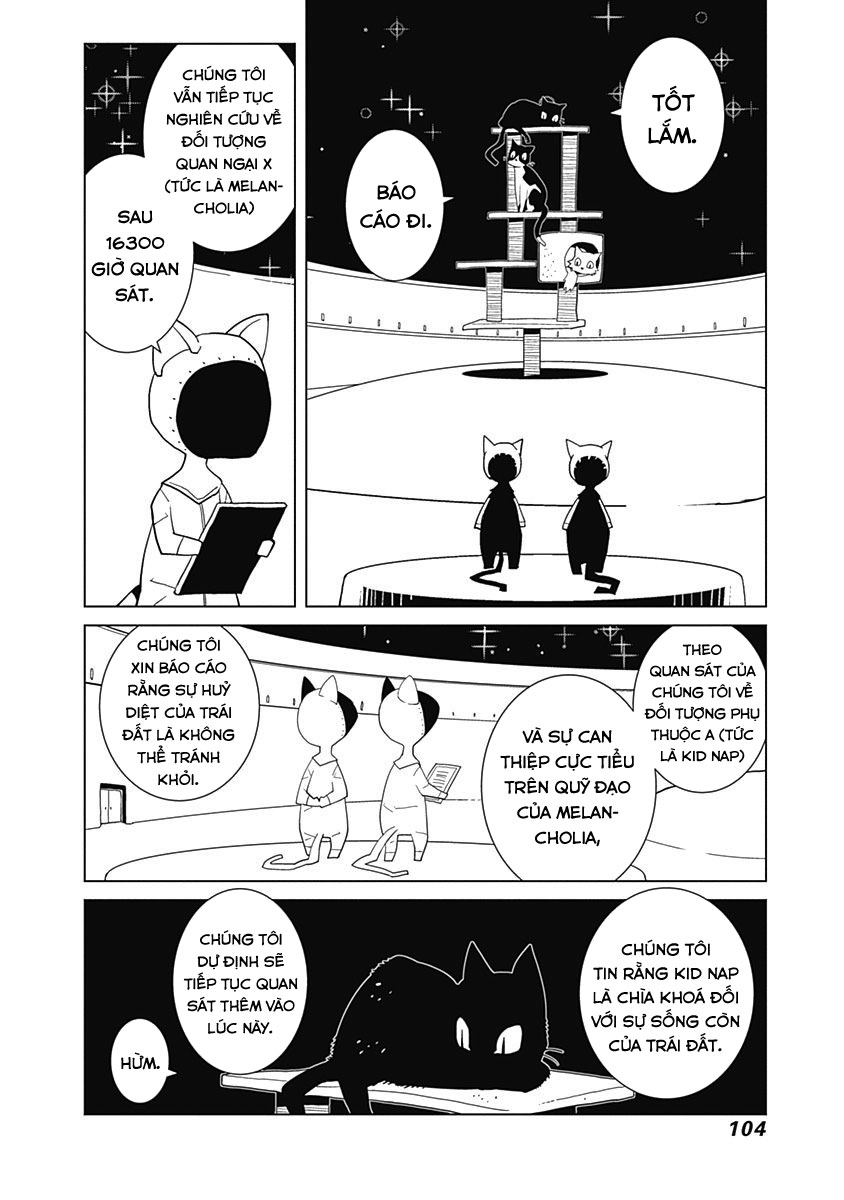 TỐT
LẮM.
BÁO
CÁO ĐI.
CHÚNG TÔI
VẪN TIẾP TỤC
NGHIÊN CỨU VỀ
ĐỐI TƯỢNG
QUAN NGẠI X
(TỨC LÀ MELAN-
CHOLIA)
SAU
16300
GIỜ QUAN
SÁT.
THEO
QUAN SÁT CỦA
CHÚNG TÔI VỀ
ĐỐI TƯỢNG PHỤ
THUỘC A (TỨC
LÀ KID NAP)
VÀ SỰ CAN
THIỆP CỰC TIỂU
TRÊN QUỸ ĐẠO
CỦA MELAN-
CHOLIA,
CHÚNG TÔI
XIN BÁO CÁO
RẰNG SỰ HUỶ
DIỆT CỦA TRÁI
ĐẤT LÀ KHÔNG
THỂ TRÁNH
KHỎI.
CHÚNG TÔI
TIN RẰNG KID NAP
LÀ CHÌA KHOÁ ĐỐI
VỚI SỰ SỐNG CÒN
CỦA TRÁI ĐẤT.
CHÚNG TÔI
DỰ ĐỊNH SẼ
TIẾP TỤC QUAN
SÁT THÊM VÀO
LÚC NÀY.
HỪM.
104